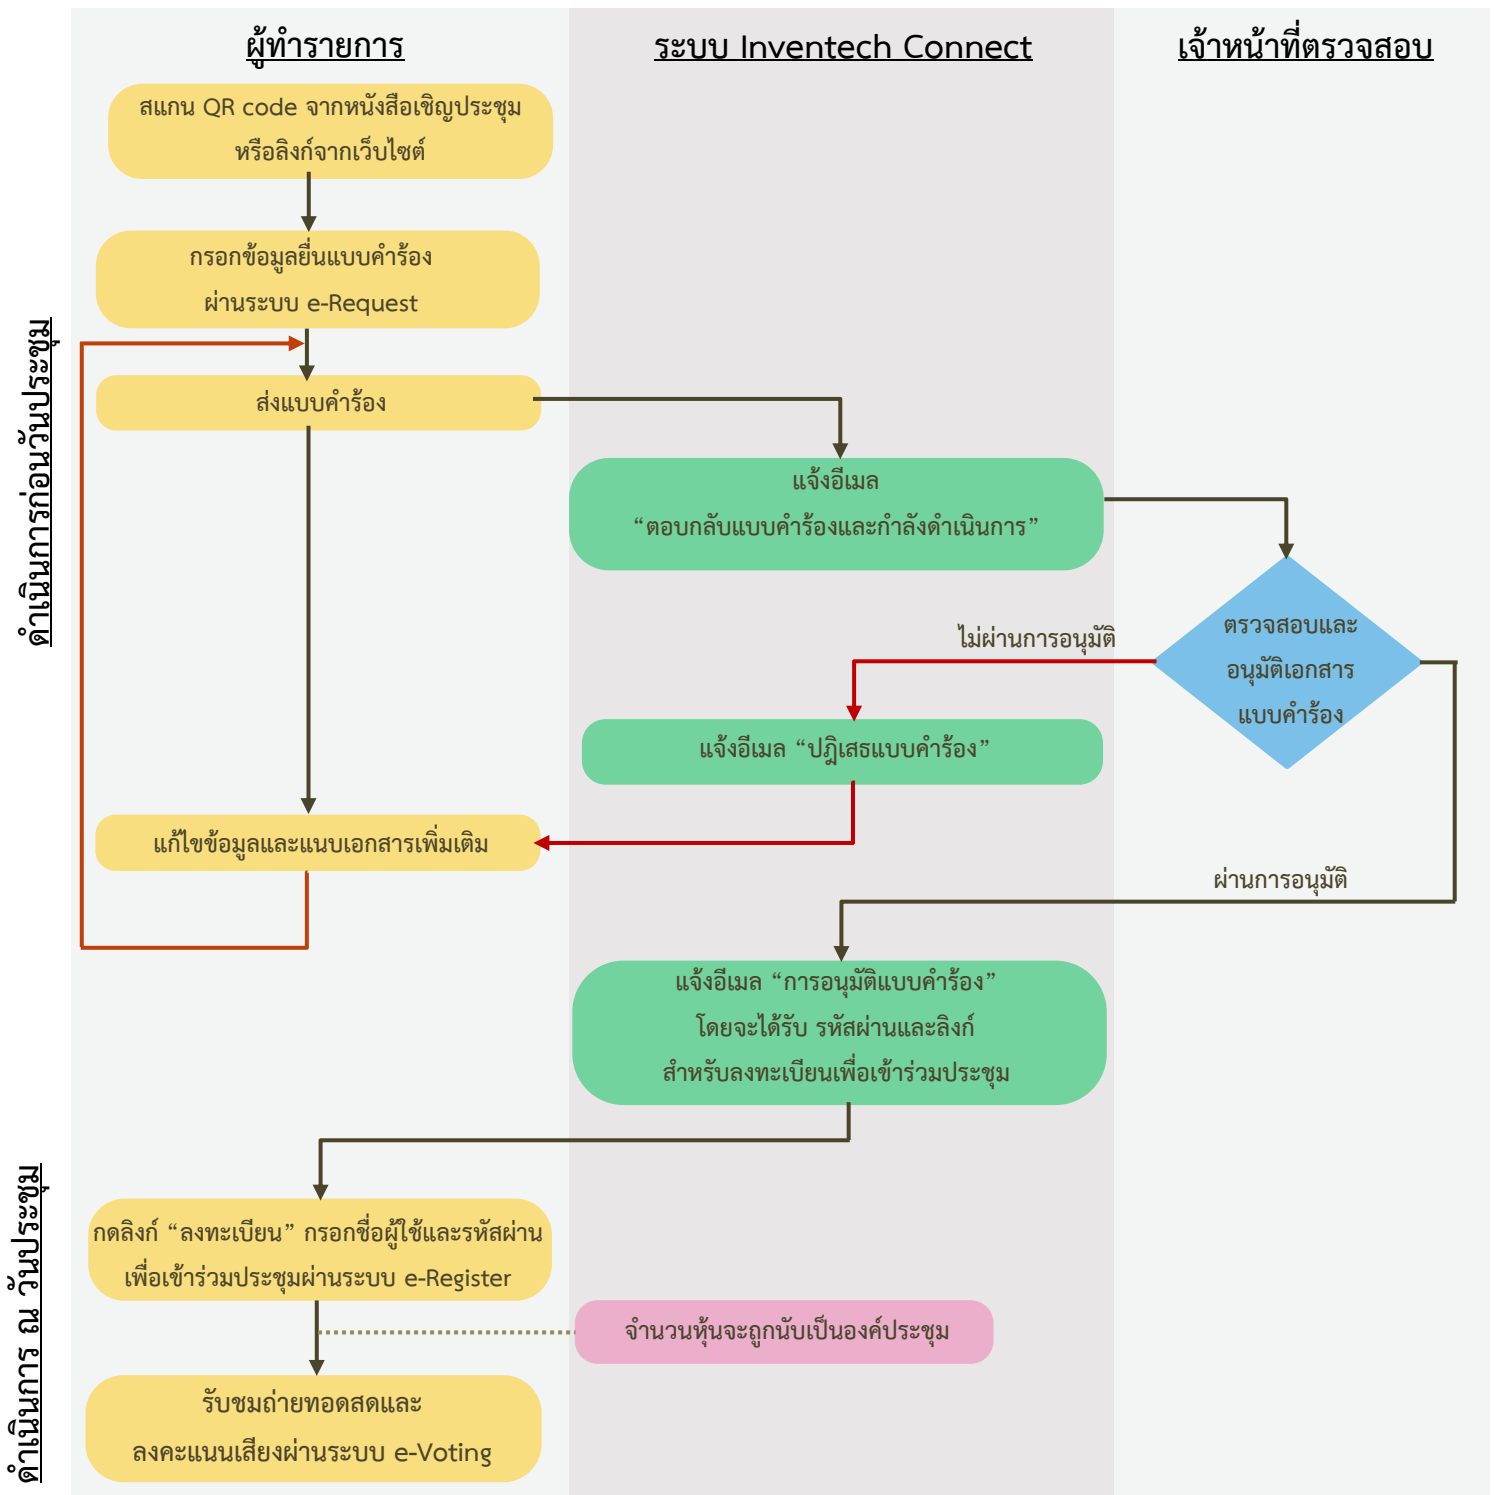 ผู้ทำรายการ
ระบบ Inventech Connect
เจ้าหน้าที่ตรวจสอบ
ดำเนินการก่อนวันประชุม
สแกน QR code จากหนังสือเชิญประชุม
หรือลิงก์จากเว็บไซต์
กรอกข้อมูลยื่นแบบคำร้อง
ผ่านระบบ e-Request
ส่งแบบคำร้อง
แจ้งอีเมล
“ตอบกลับแบบคำร้องและกำลังดำเนินการ”
ตรวจสอบและ
อนุมัติเอกสาร
แบบคำร้อง
ไม่ผ่านการอนุมัติ
แจ้งอีเมล “ปฎิเสธแบบคำร้อง”
แก้ไขข้อมูลและแนบเอกสารเพิ่มเติม
ผ่านการอนุมัติ
แจ้งอีเมล “การอนุมัติแบบคำร้อง”
โดยจะได้รับ รหัสผ่านและลิงก์
สำหรับลงทะเบียนเพื่อเข้าร่วมประชุม
ดำเนินการ ณ วันประชุม
กดลิงก์ “ลงทะเบียน” กรอกชื่อผู้ใช้และรหัสผ่าน
เพื่อเข้าร่วมประชุมผ่านระบบ e-Register
จำนวนหุ้นจะถูกนับเป็นองค์ประชุม
รับชมถ่ายทอดสดและ
ลงคะแนนเสียงผ่านระบบ e-Voting